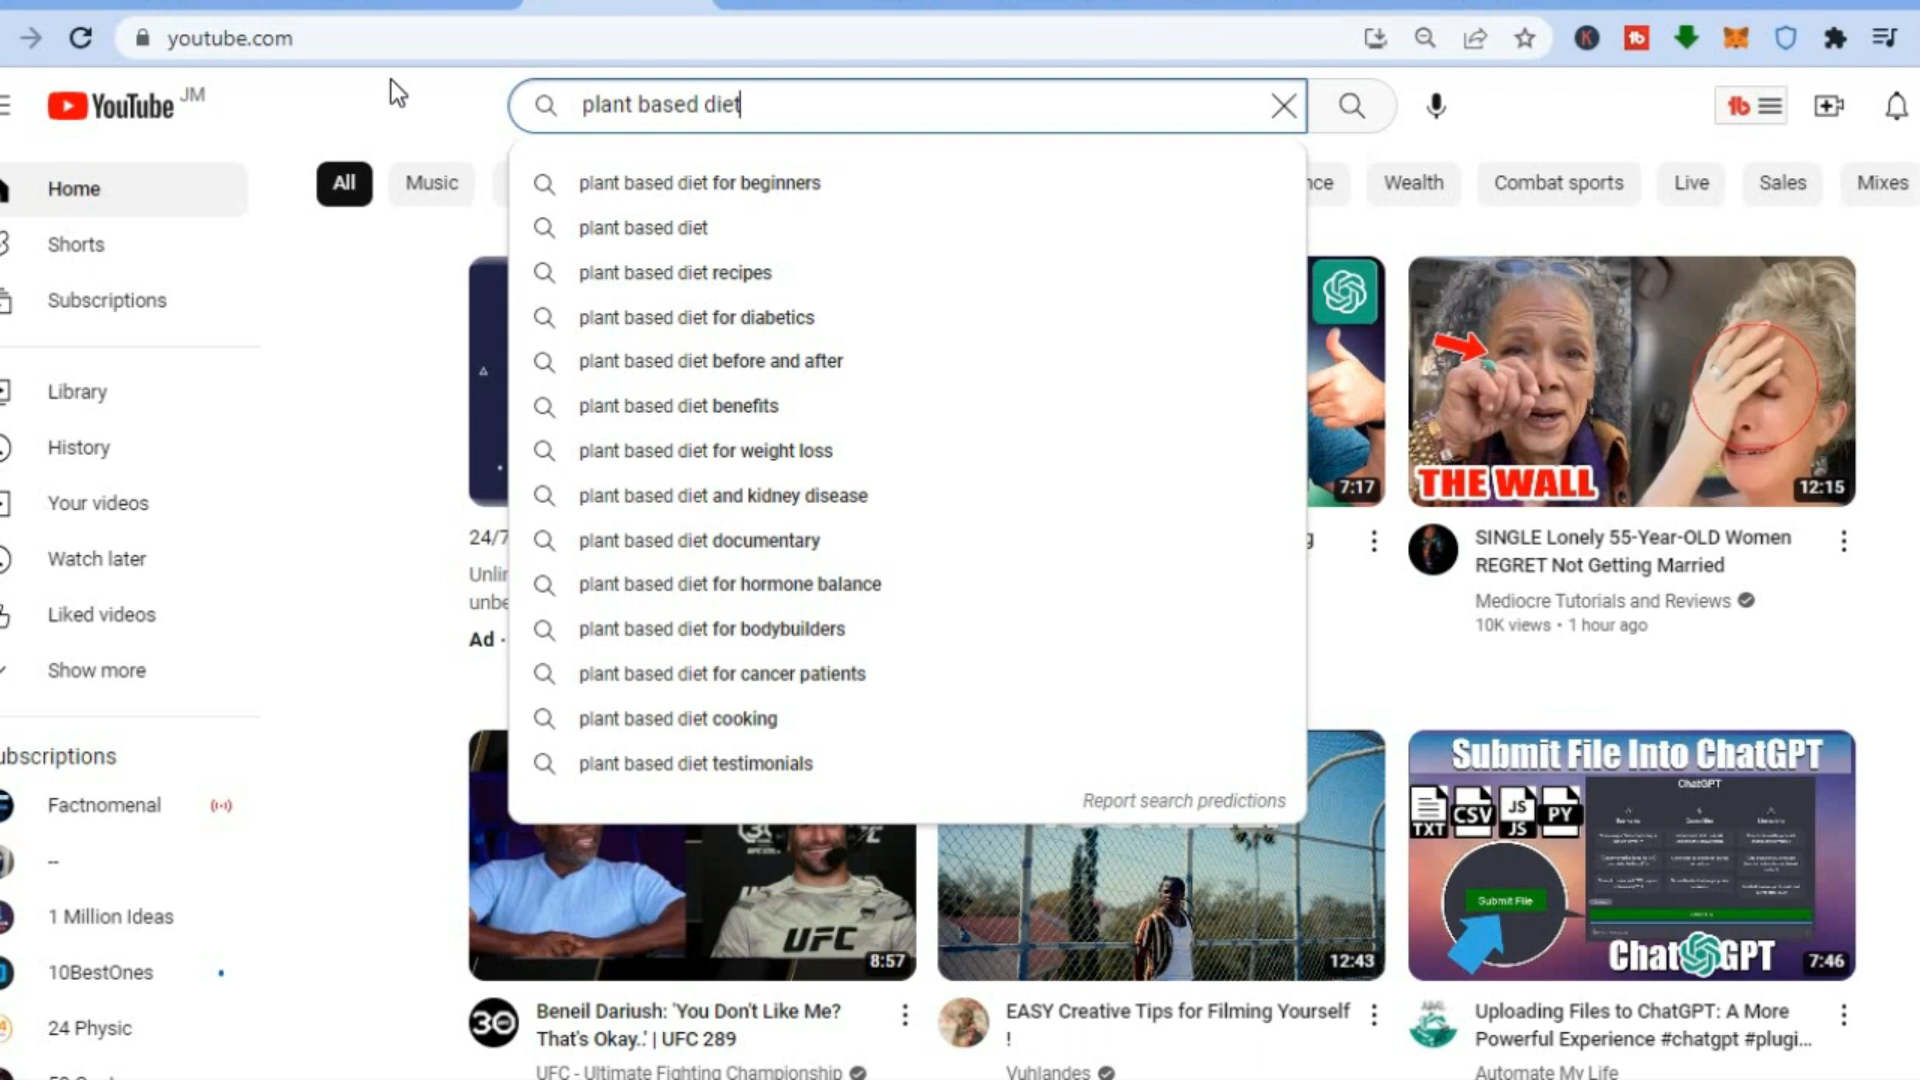 youtube.com
YouTube JM
plant based diet
Home
Shorts
Subscriptions
Library
History
Your videos
Watch later
Liked videos
Show more
ubscriptions
Factnomenal
--
1 Million Ideas
10BestOnes
24 Physic
All
Music
nce
Wealth
Combat sports
Live
Sales
Mixes
plant based diet for beginners
plant based diet
plant based diet recipes
plant based diet for diabetics
plant based diet before and after
plant based diet benefits
plant based diet for weight loss
plant based diet and kidney disease
plant based diet documentary
plant based diet for hormone balance
plant based diet for bodybuilders
plant based diet for cancer patients
plant based diet cooking
plant based diet testimonials
Report search predictions
24/7
Unlin
unbe
Ad ·
7:17
g
THE WALL
12:15
SINGLE Lonely 55-Year-OLD Women
REGRET Not Getting Married
Mediocre Tutorials and Reviews
10K views • 1 hour ago
UFC
8:57
Beneil Dariush: 'You Don't Like Me?
That's Okay..' | UFC 289
UFC - Ultimate Fighting Championship
12:43
EASY Creative Tips for Filming Yourself
!
Vuhlandes
Submit File Into ChatGPT
ChatGPT
TXT
CSV
JS
JS
PY
Submit File
ChatGPT
7:46
Uploading Files to ChatGPT: A More
Powerful Experience #chatgpt #plugi...
Automate My Life